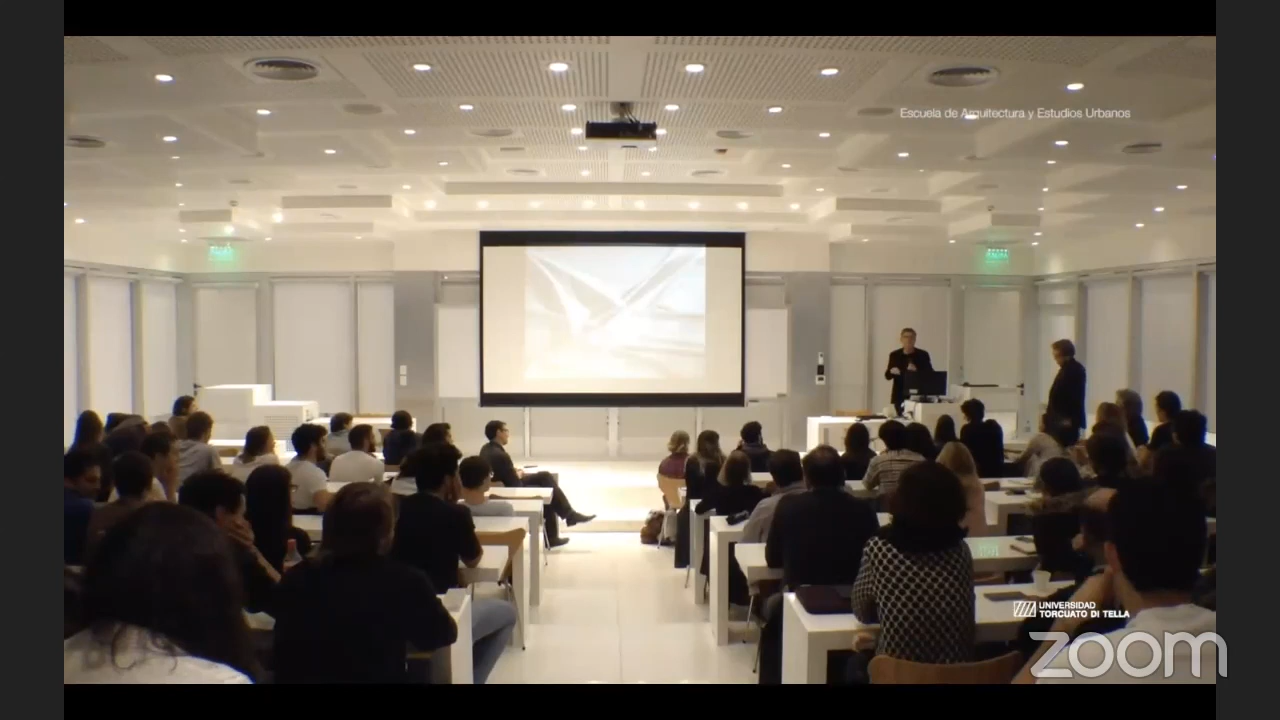 Escuela de Arquitectura y Estudios Urbanos
UNIVERSIDAD
TORCUATO DI TELLA
zoom